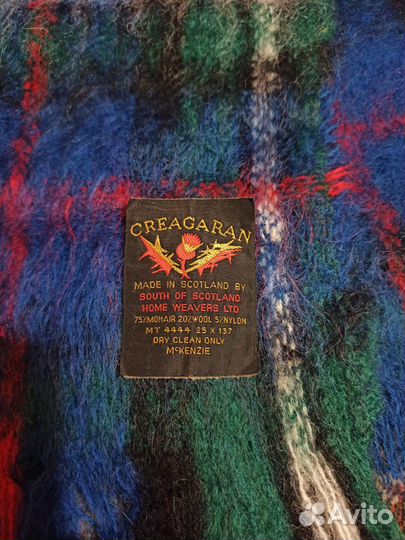 CREAGARAN
MADE IN SCOTLAND BY
SOUTH OF SCOTLAND
HOME WEAVERS LTD
75%MOHAIR 20%WOOL 5%NYLON
MT 4444 25 X 137
DRY CLEAN ONLY
McKENZIE
Avito